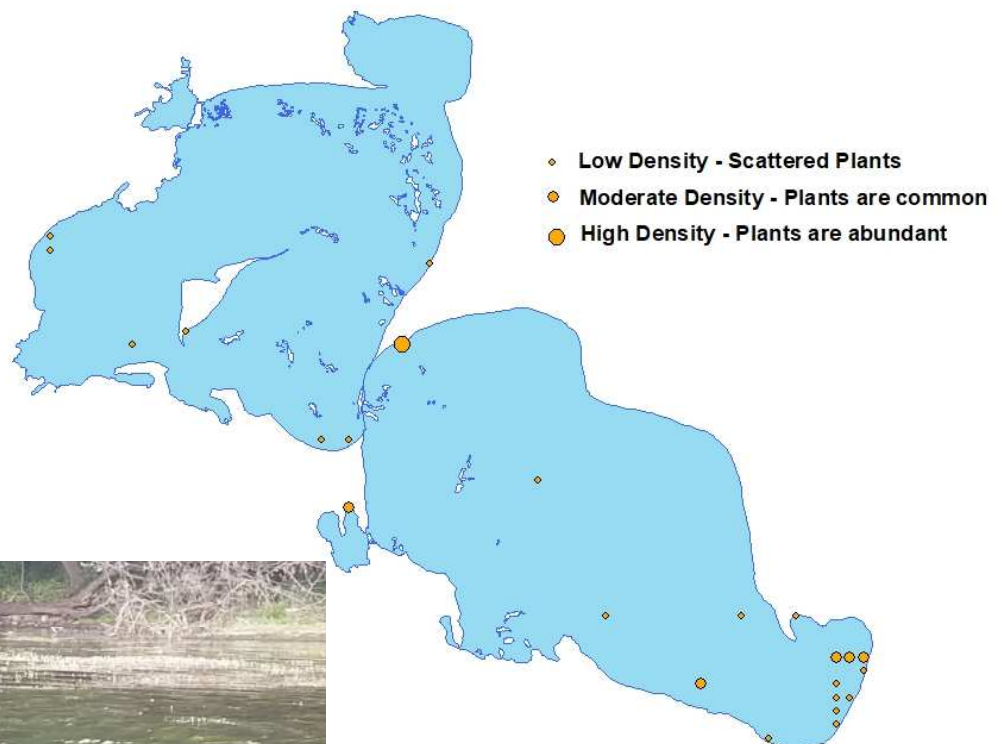 Low Density - Scattered Plants
Moderate Density - Plants are common
High Density - Plants are abundant